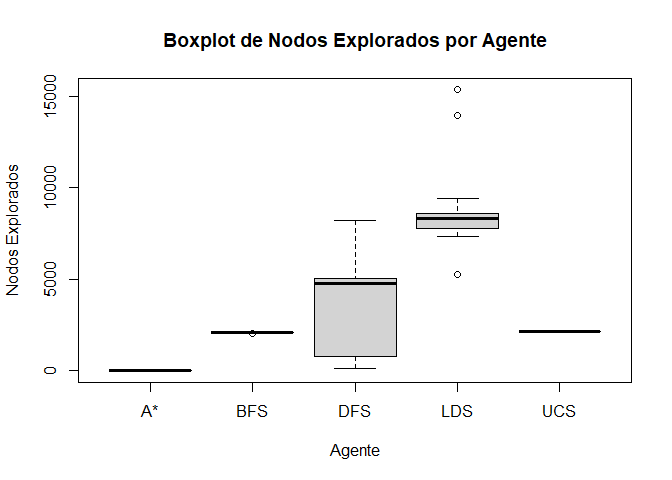 Boxplot de Nodos Explorados por Agente
Nodos Explorados
15000
10000
5000
0
A* BFS DFS LDS UCS
Agente